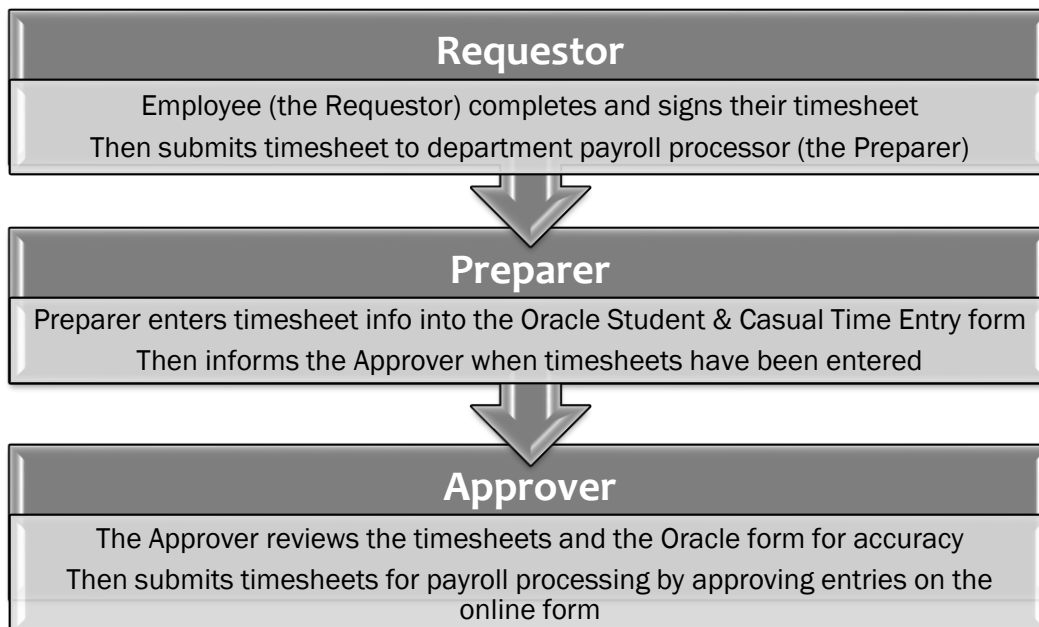 Requestor
Employee (the Requestor) completes and signs their timesheet
Then submits timesheet to department payroll processor (the Preparer)
Preparer
Preparer enters timesheet info into the Oracle Student & Casual Time Entry form
Then informs the Approver when timesheets have been entered
Approver
The Approver reviews the timesheets and the Oracle form for accuracy
Then submits timesheets for payroll processing by approving entries on the
online form